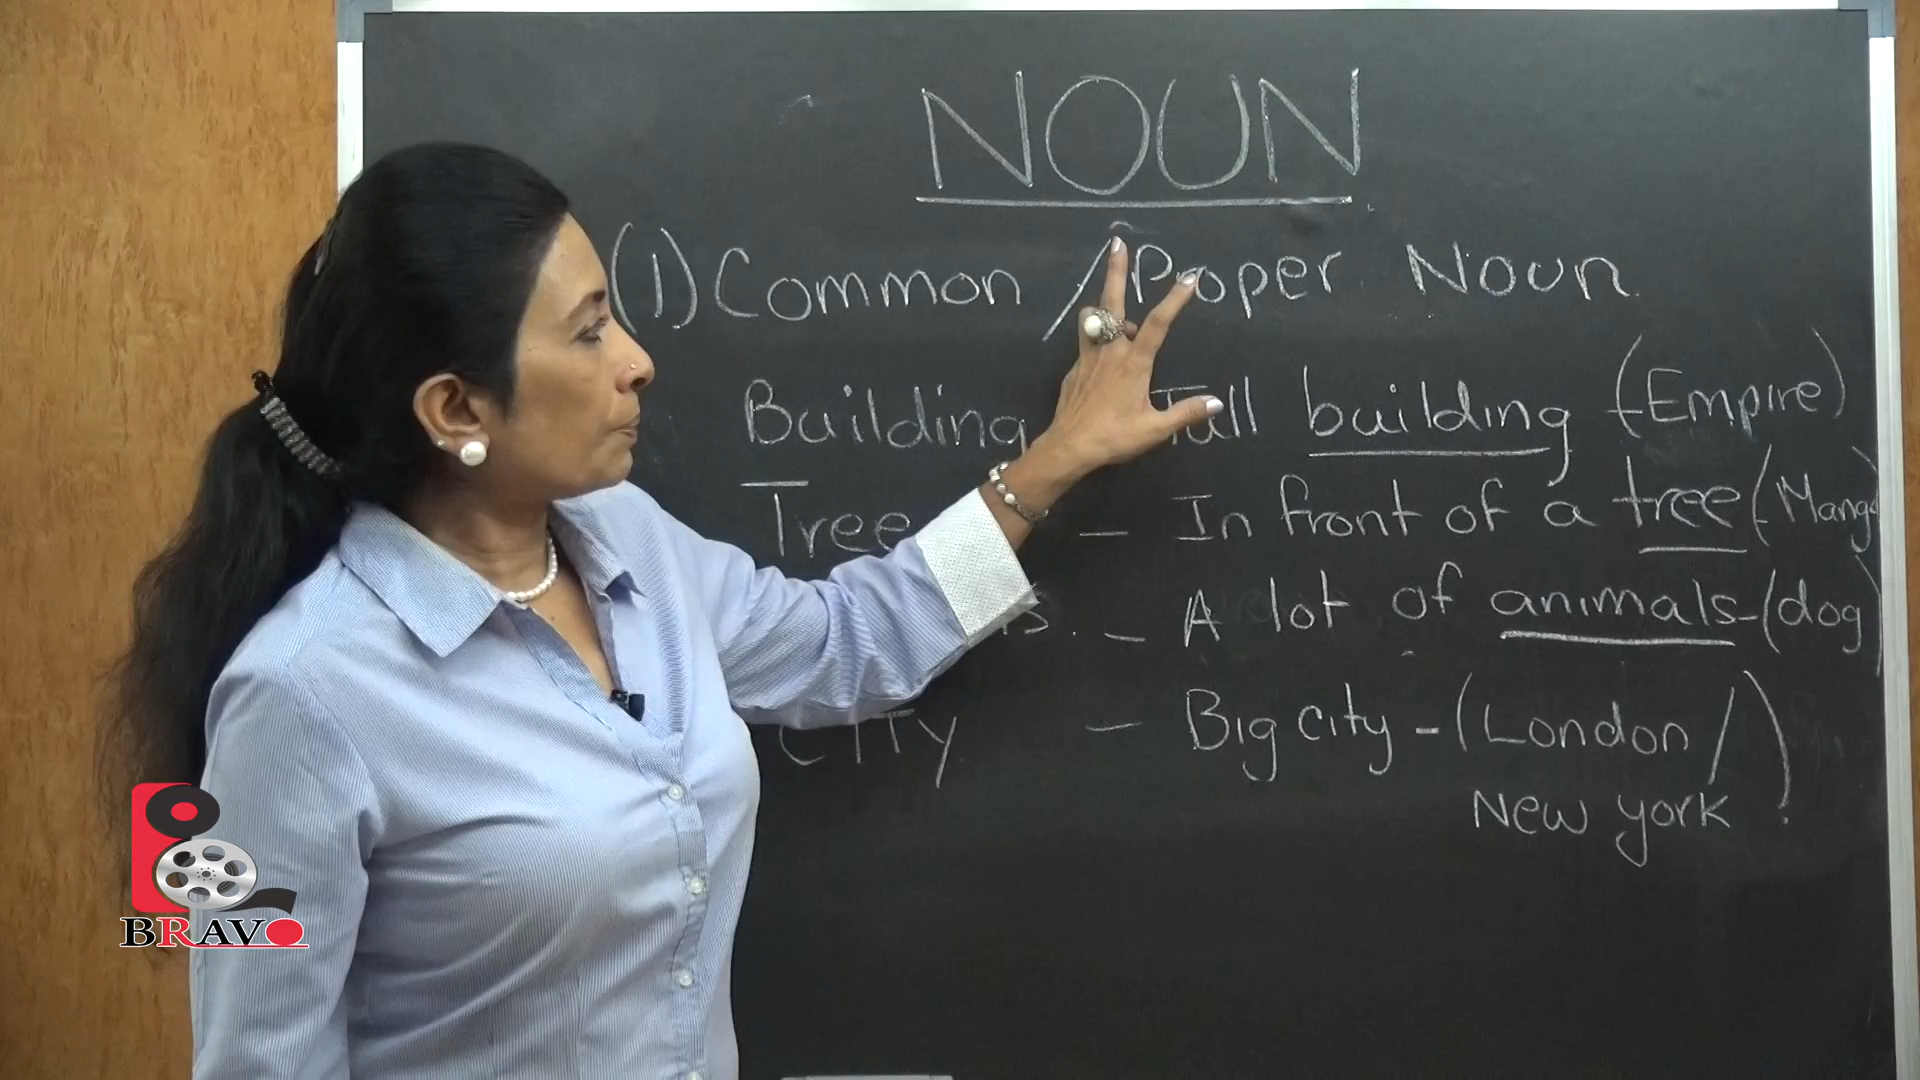 NOUN
(1) Common / Proper Noun
Building Tall building - (Empire)
Tree - In front of a tree - (Mango)
- A lot of animals - (dog)
CITY - Big city - (London /
New york )
BRAVO